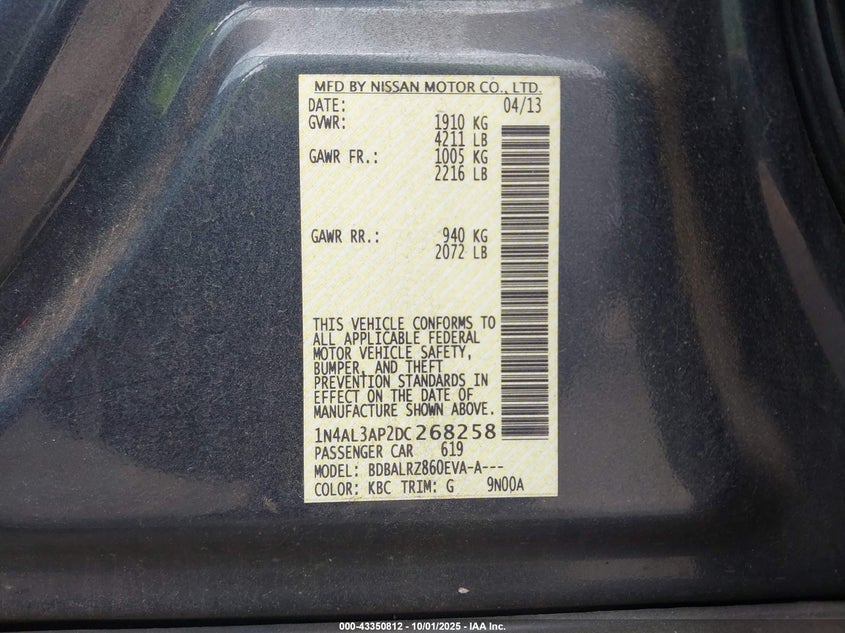 MFD BY NISSAN MOTOR CO., LTD.
DATE: 04/13
GVWR: 1910 KG
4211 LB
GAWR FR.: 1005 KG
2216 LB
GAWR RR.: 940 KG
2072 LB
THIS VEHICLE CONFORMS TO
ALL APPLICABLE FEDERAL
MOTOR VEHICLE SAFETY,
BUMPER, AND THEFT
PREVENTION STANDARDS IN
EFFECT ON THE DATE OF
MANUFACTURE SHOWN ABOVE.
1N4AL3AP2DC268258
PASSENGER CAR 619
MODEL: BDBALRZ860EVA-A---
COLOR: KBC TRIM: G 9N00A
000-43350812 - 10/01/2025 - IAA Inc.